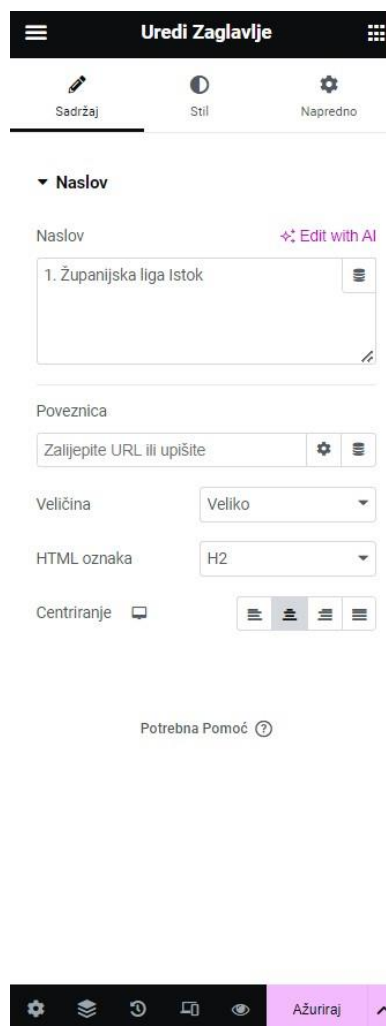 Uredi Zaglavlje
Sadržaj
Stil
Napredno
Naslov
Naslov
Edit with AI
1. Županijska liga Istok
Poveznica
Zalijepite URL ili upišite
Veličina
Veliko
HTML oznaka
H2
Centriranje
Potrebna Pomoć
Ažuriraj